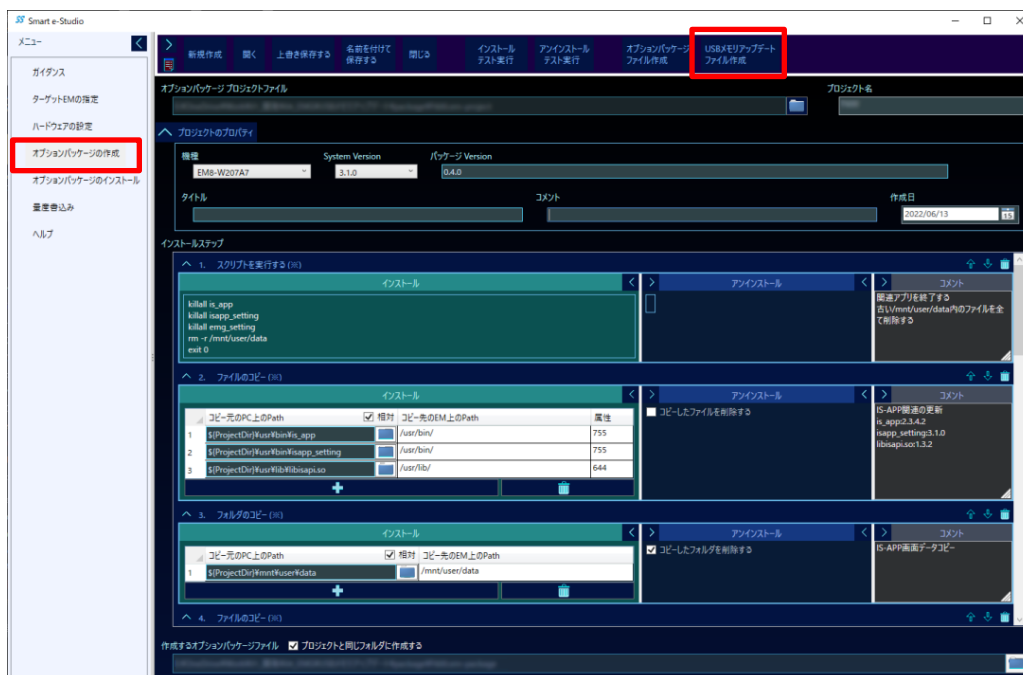 Smart e-Studio
メニュー
ガイダンス
ターゲットEMの指定
ハードウェアの設定
オプションパッケージの作成
オプションパッケージのインストール
量産書込み
ヘルプ
新規作成 開く 上書き保存する 名前を付けて保存する 閉じる インストールテスト実行 アンインストールテスト実行 オプションパッケージファイル作成 USBメモリアップデートファイル作成
オプションパッケージ プロジェクトファイル プロジェクト名
プロジェクトのプロパティ
機種 System Version パッケージ Version
EM8-W207A7 3.1.0 0.4.0
タイトル コメント 作成日
2022/06/13 15
インストールステップ
1. スクリプトを実行する(※)
インストール アンインストール コメント
killall is_app
killall isapp_setting
killall emg_setting
rm -r /mnt/user/data
exit 0
関連アプリを終了する
古い/mnt/user/data内のファイルを全
て削除する
2. ファイルのコピー(※)
インストール アンインストール コメント
コピー元のPC上のPath 相対 コピー先のEM上のPath 属性
1 $(ProjectDir)¥usr¥bin¥is_app /usr/bin/ 755
2 $(ProjectDir)¥usr¥bin¥isapp_setting /usr/bin/ 755
3 $(ProjectDir)¥usr¥lib¥libisapi.so /usr/lib/ 644
コピーしたファイルを削除する
IS-APP関連の更新
is_app:2.3.4.2
isapp_setting:3.1.0
libisapi.so:1.3.2
3. フォルダのコピー(※)
インストール アンインストール コメント
コピー元のPC上のPath 相対 コピー先のEM上のPath
1 $(ProjectDir)¥mnt¥user¥data /mnt/user/data
コピーしたフォルダを削除する
IS-APP画面データコピー
4. ファイルのコピー(※)
作成するオプションパッケージファイル プロジェクトと同じフォルダに作成する